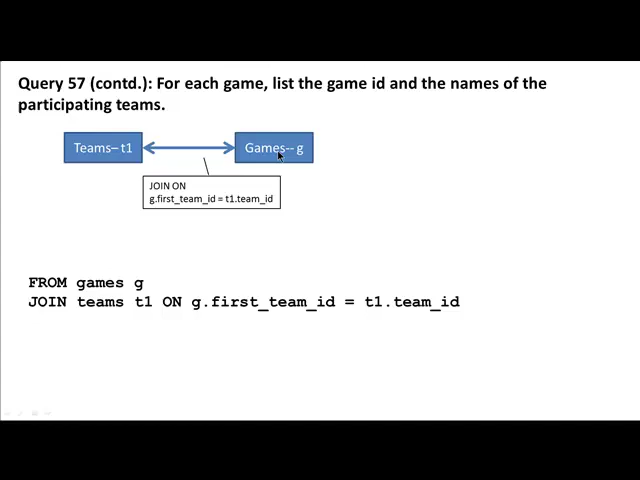 Query 57 (contd.): For each game, list the game id and the names of the
participating teams.
Teams– t1
Games-- g
JOIN ON
g.first_team_id = t1.team_id
FROM games g
JOIN teams t1 ON g.first_team_id = t1.team_id